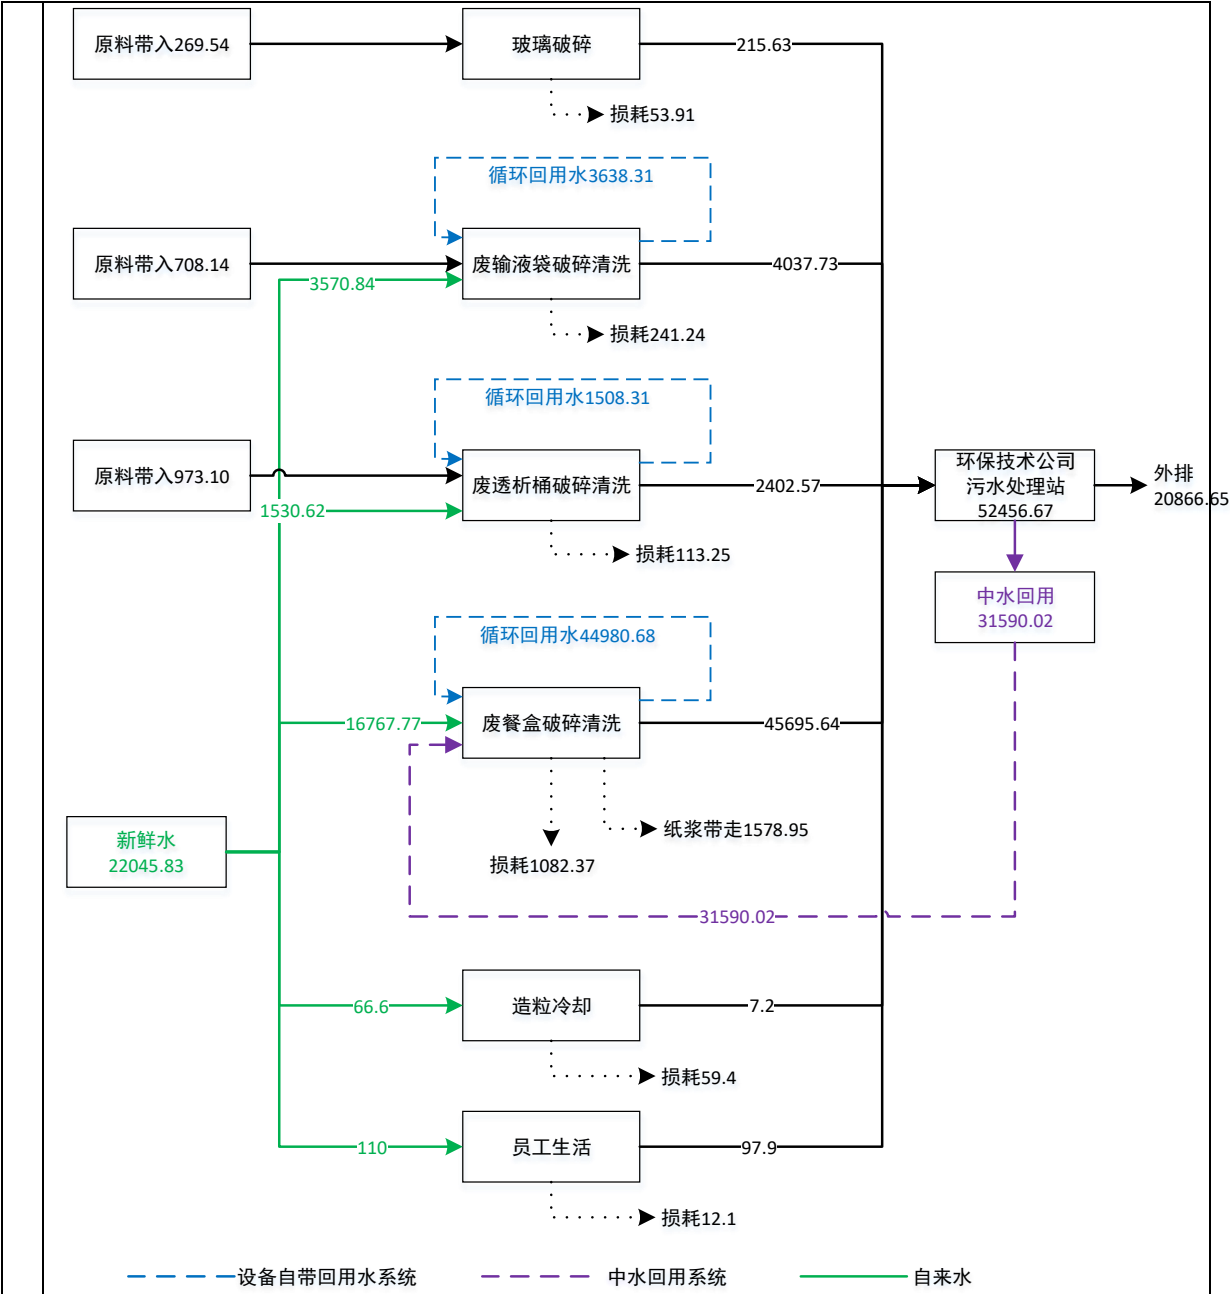 原料带入269.54
玻璃破碎
215.63
损耗53.91
循环回用水3638.31
原料带入708.14
废输液袋破碎清洗
4037.73
3570.84
损耗241.24
循环回用水1508.31
原料带入973.10
废透析桶破碎清洗
2402.57
1530.62
损耗113.25
环保技术公司
污水处理站
52456.67
外排
20866.65
中水回用
31590.02
循环回用水44980.68
16767.77
废餐盒破碎清洗
45695.64
纸浆带走1578.95
损耗1082.37
新鲜水
22045.83
31590.02
66.6
造粒冷却
7.2
损耗59.4
110
员工生活
97.9
损耗12.1
设备自带回用水系统
中水回用系统
自来水